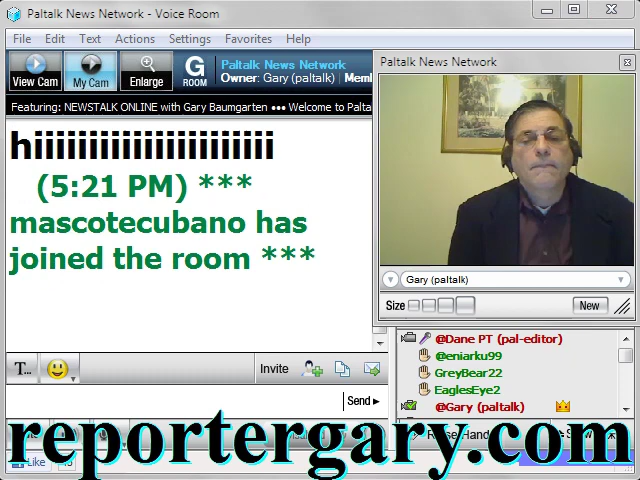 Paltalk News Network - Voice Room
File Edit Text Actions Settings Favorites Help
View Cam My Cam Enlarge G ROOM
Paltalk News Network
Owner: Gary (paltalk) | Memb
Featuring: NEWSTALK ONLINE with Gary Baumgarten ••• Welcome to Palta
hiiiiiiiiiiiiiiiiiiiiii
(5:21 PM) ***
mascotecubano has
joined the room ***
Paltalk News Network
Gary (paltalk)
Size New
T... Invite
Send
@Dane PT (pal-editor)
@eniarku99
GreyBear22
EaglesEye2
@Gary (paltalk)
reportergary.com
Like